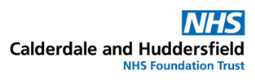 NHS
Calderdale and Huddersfield
NHS Foundation Trust